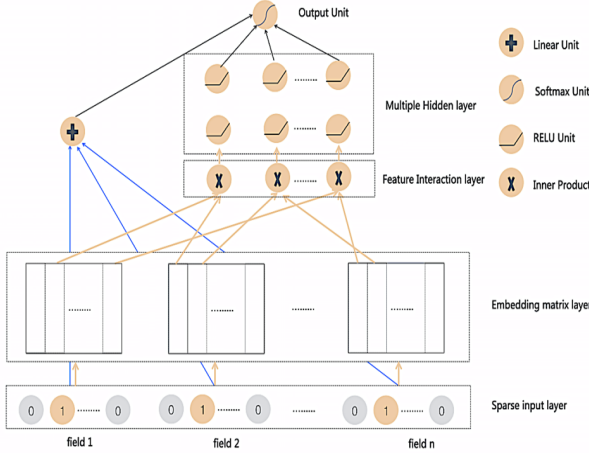 Output Unit
Linear Unit
Softmax Unit
Multiple Hidden layer
RELU Unit
Feature Interaction layer
X X ........ X
Inner Product
Embedding matrix layer
Sparse input layer
0 1 ........ 0 0 1 ........ 0 ........ 0 1 ........ 0
field 1 field 2 field n